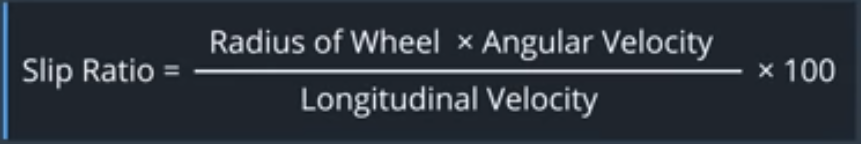 Slip Ratio = Radius of Wheel × Angular Velocity / Longitudinal Velocity × 100